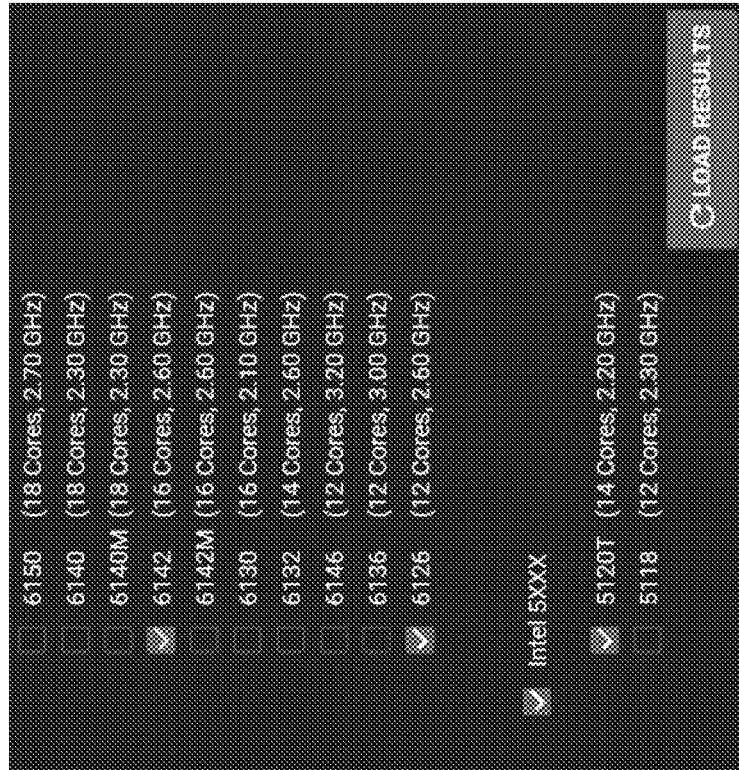 6150 (18 Cores, 2.70 GHz)
6140 (18 Cores, 2.30 GHz)
6140M (18 Cores, 2.30 GHz)
6142 (16 Cores, 2.60 GHz)
6142M (16 Cores, 2.60 GHz)
6130 (16 Cores, 2.10 GHz)
6132 (14 Cores, 2.60 GHz)
6146 (12 Cores, 3.20 GHz)
6136 (12 Cores, 3.00 GHz)
6126 (12 Cores, 2.60 GHz)
Intel 5XXX
5120T (14 Cores, 2.20 GHz)
5118 (12 Cores, 2.30 GHz)
LOAD RESULTS